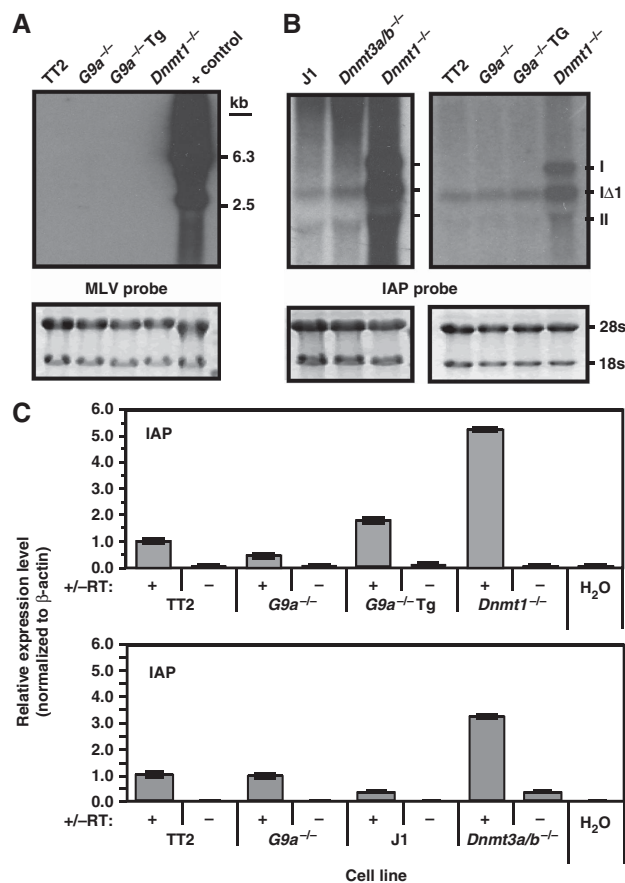 A
TT2 G9a−/− G9a−/− Tg Dnmt1−/− + control
kb
6.3
2.5
MLV probe
B
J1 Dnmt3a/b−/− Dnmt1−/− TT2 G9a−/− G9a−/− TG Dnmt1−/−
I
IΔ1
II
IAP probe
28s
18s
C
Relative expression level
(normalized to β-actin)
6.0
5.0
4.0
3.0
2.0
1.0
0.0
IAP
+/–RT: + – + – + – + – H2O
TT2 G9a−/− G9a−/− Tg Dnmt1−/−
6.0
5.0
4.0
3.0
2.0
1.0
0.0
IAP
+/–RT: + – + – + – + – H2O
TT2 G9a−/− J1 Dnmt3a/b−/−
Cell line